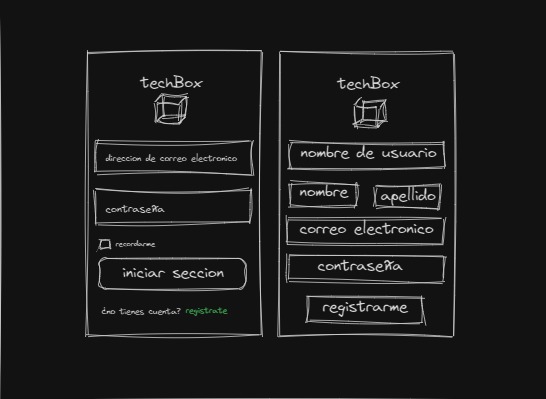 techBox
direccion de correo electronico
contraseña
recordarme
iniciar seccion
¿no tienes cuenta? registrate
techBox
nombre de usuario
nombre apellido
correo electronico
contraseña
registrarme